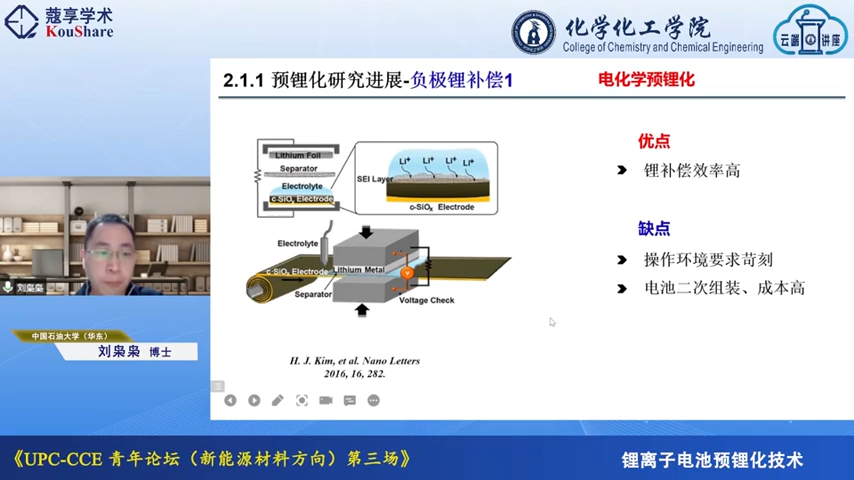 蔻享学术
KouShare
化学化工学院
College of Chemistry and Chemical Engineering
云端
讲座
2.1.1 预锂化研究进展-负极锂补偿1
电化学预锂化
Lithium Foil
Separator
Electrolyte
c-SiOx Electrode
Li+ Li+ Li+ Li+
SEI Layer
c-SiOx Electrode
Electrolyte
c-SiOx Electrode
Lithium Metal
Separator
V
Voltage Check
H. J. Kim, et al. Nano Letters
2016, 16, 282.
优点
锂补偿效率高
缺点
操作环境要求苛刻
电池二次组装、成本高
刘枭枭
中国石油大学（华东）
刘枭枭 博士
《UPC-CCE 青年论坛（新能源材料方向）第三场》
锂离子电池预锂化技术